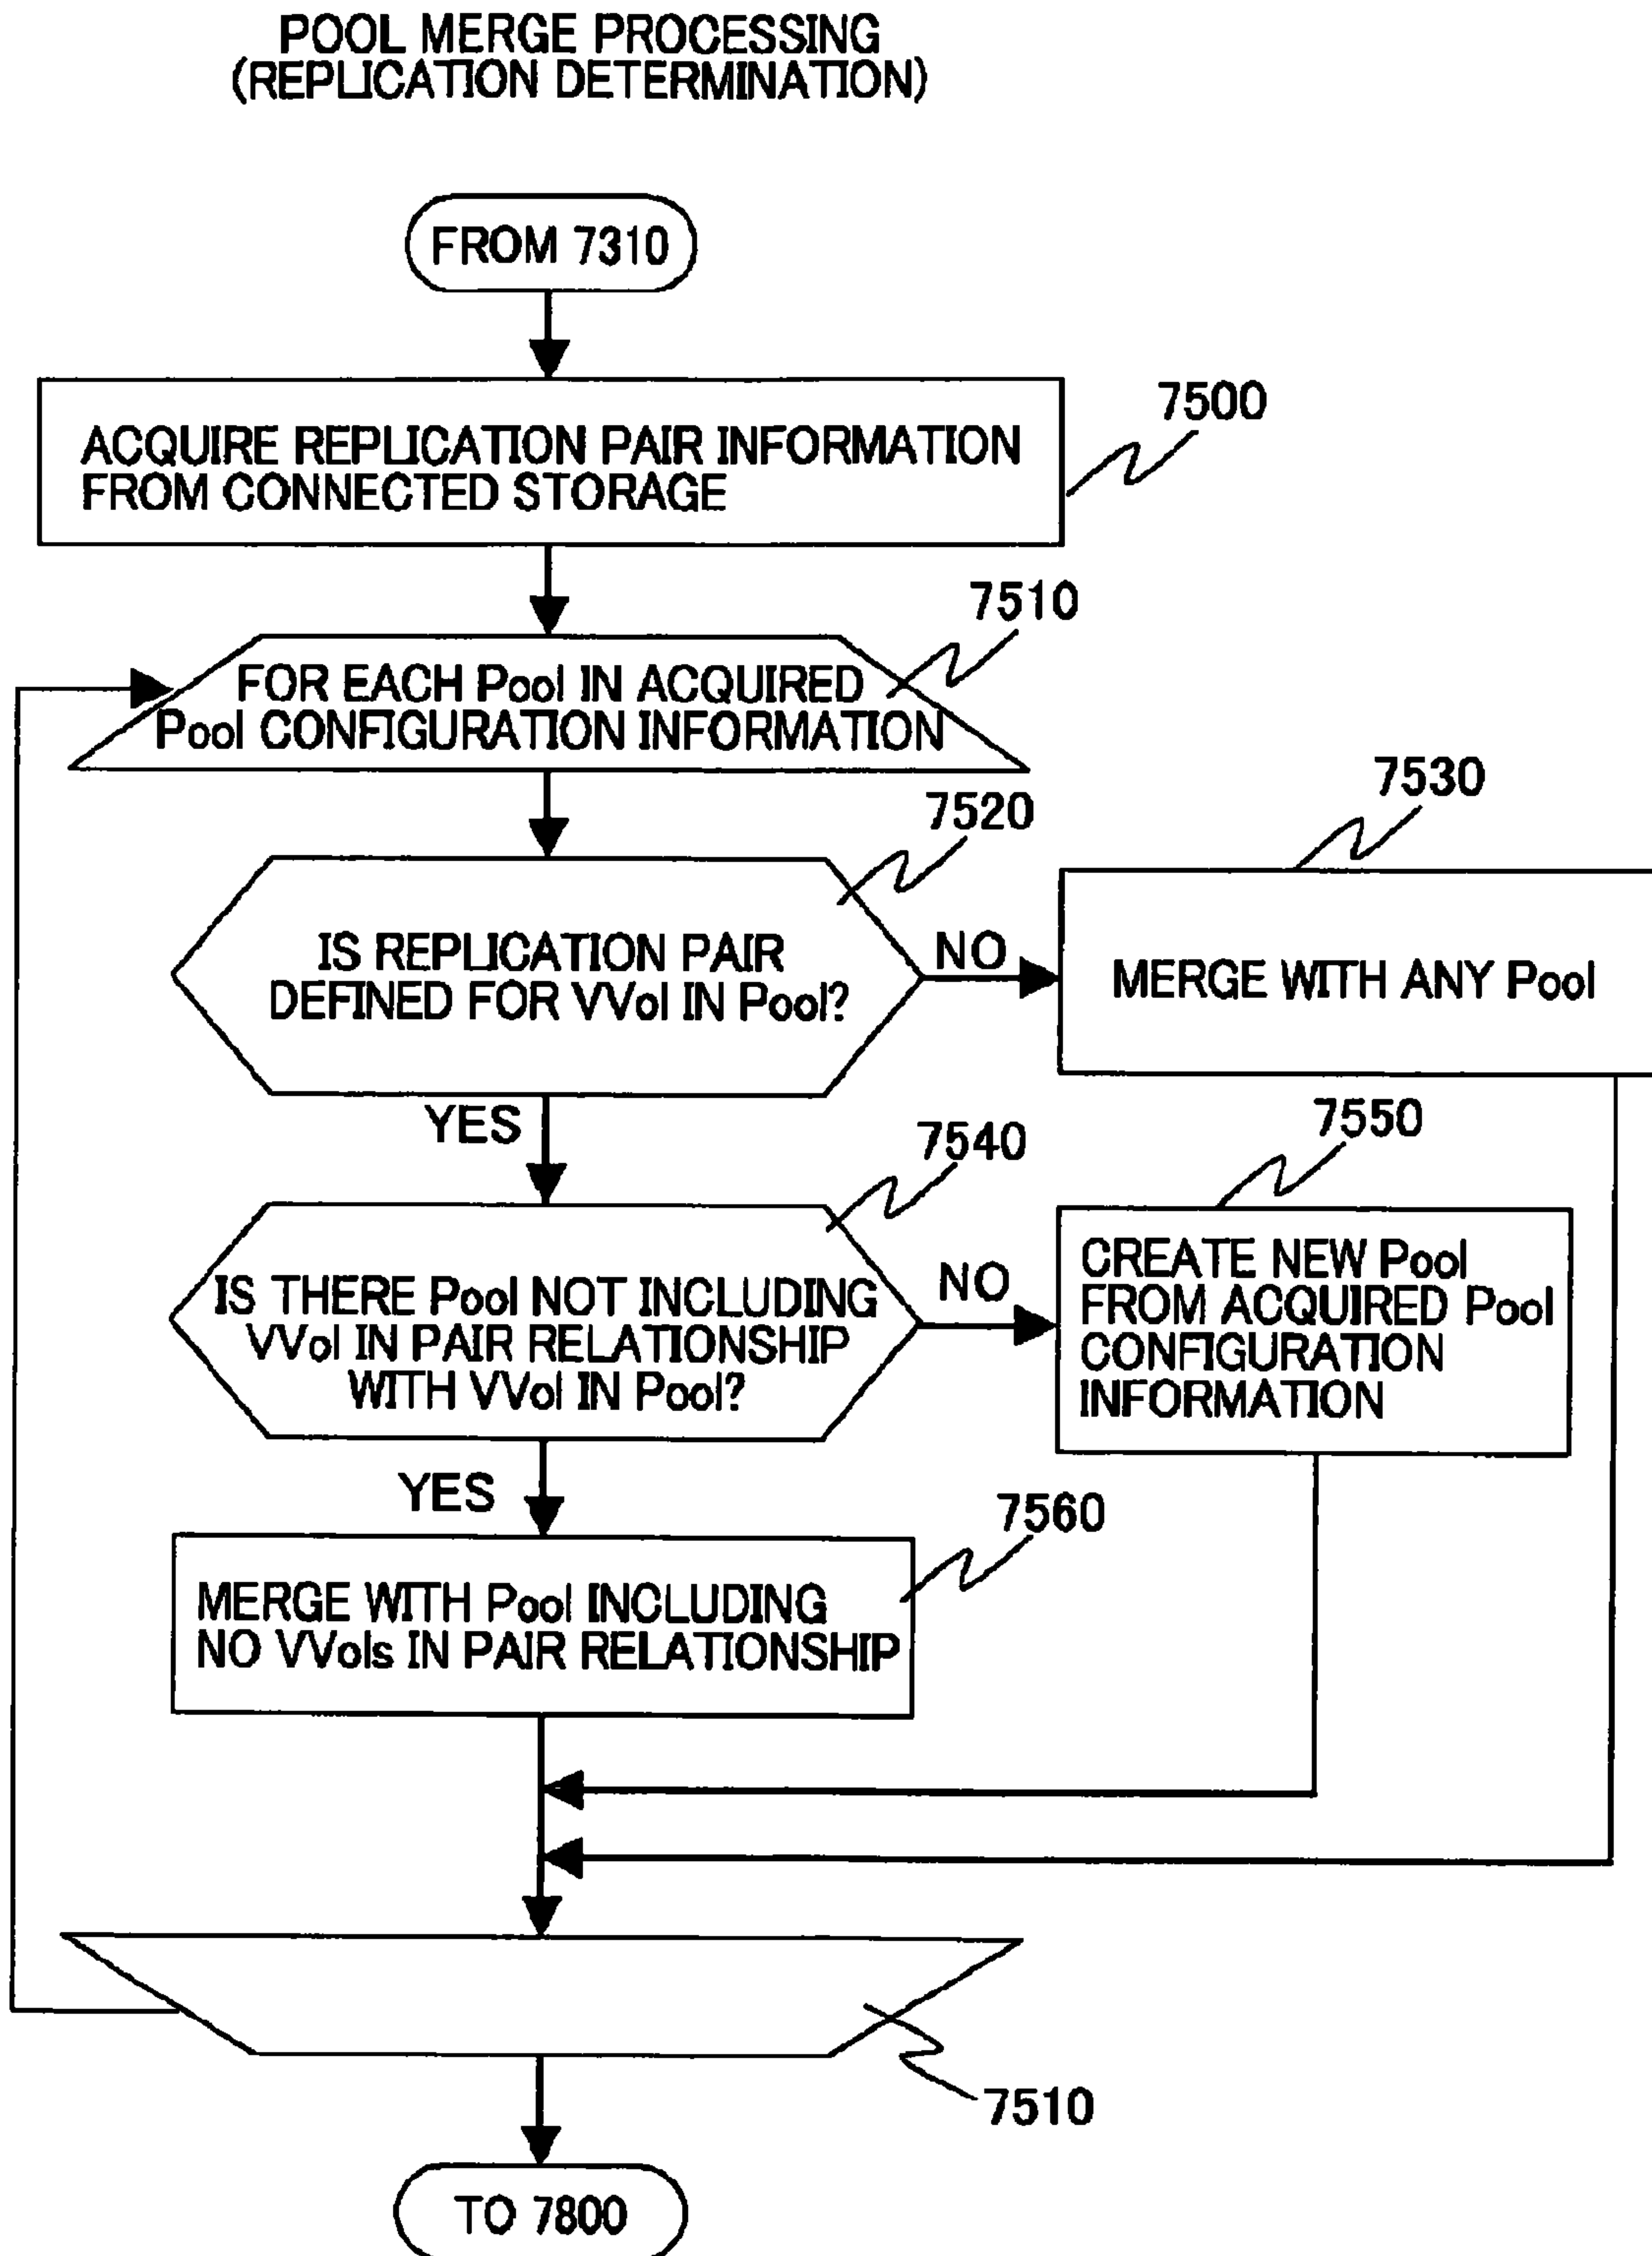 POOL MERGE PROCESSING
(REPLICATION DETERMINATION)
FROM 7310
7500
ACQUIRE REPLICATION PAIR INFORMATION
FROM CONNECTED STORAGE
7510
FOR EACH Pool IN ACQUIRED
Pool CONFIGURATION INFORMATION
7520
7530
IS REPLICATION PAIR
DEFINED FOR VVol IN Pool?
NO
MERGE WITH ANY Pool
YES
7540
7550
IS THERE Pool NOT INCLUDING
VVol IN PAIR RELATIONSHIP
WITH VVol IN Pool?
NO
CREATE NEW Pool
FROM ACQUIRED Pool
CONFIGURATION
INFORMATION
YES
7560
MERGE WITH Pool INCLUDING
NO VVols IN PAIR RELATIONSHIP
7510
TO 7800